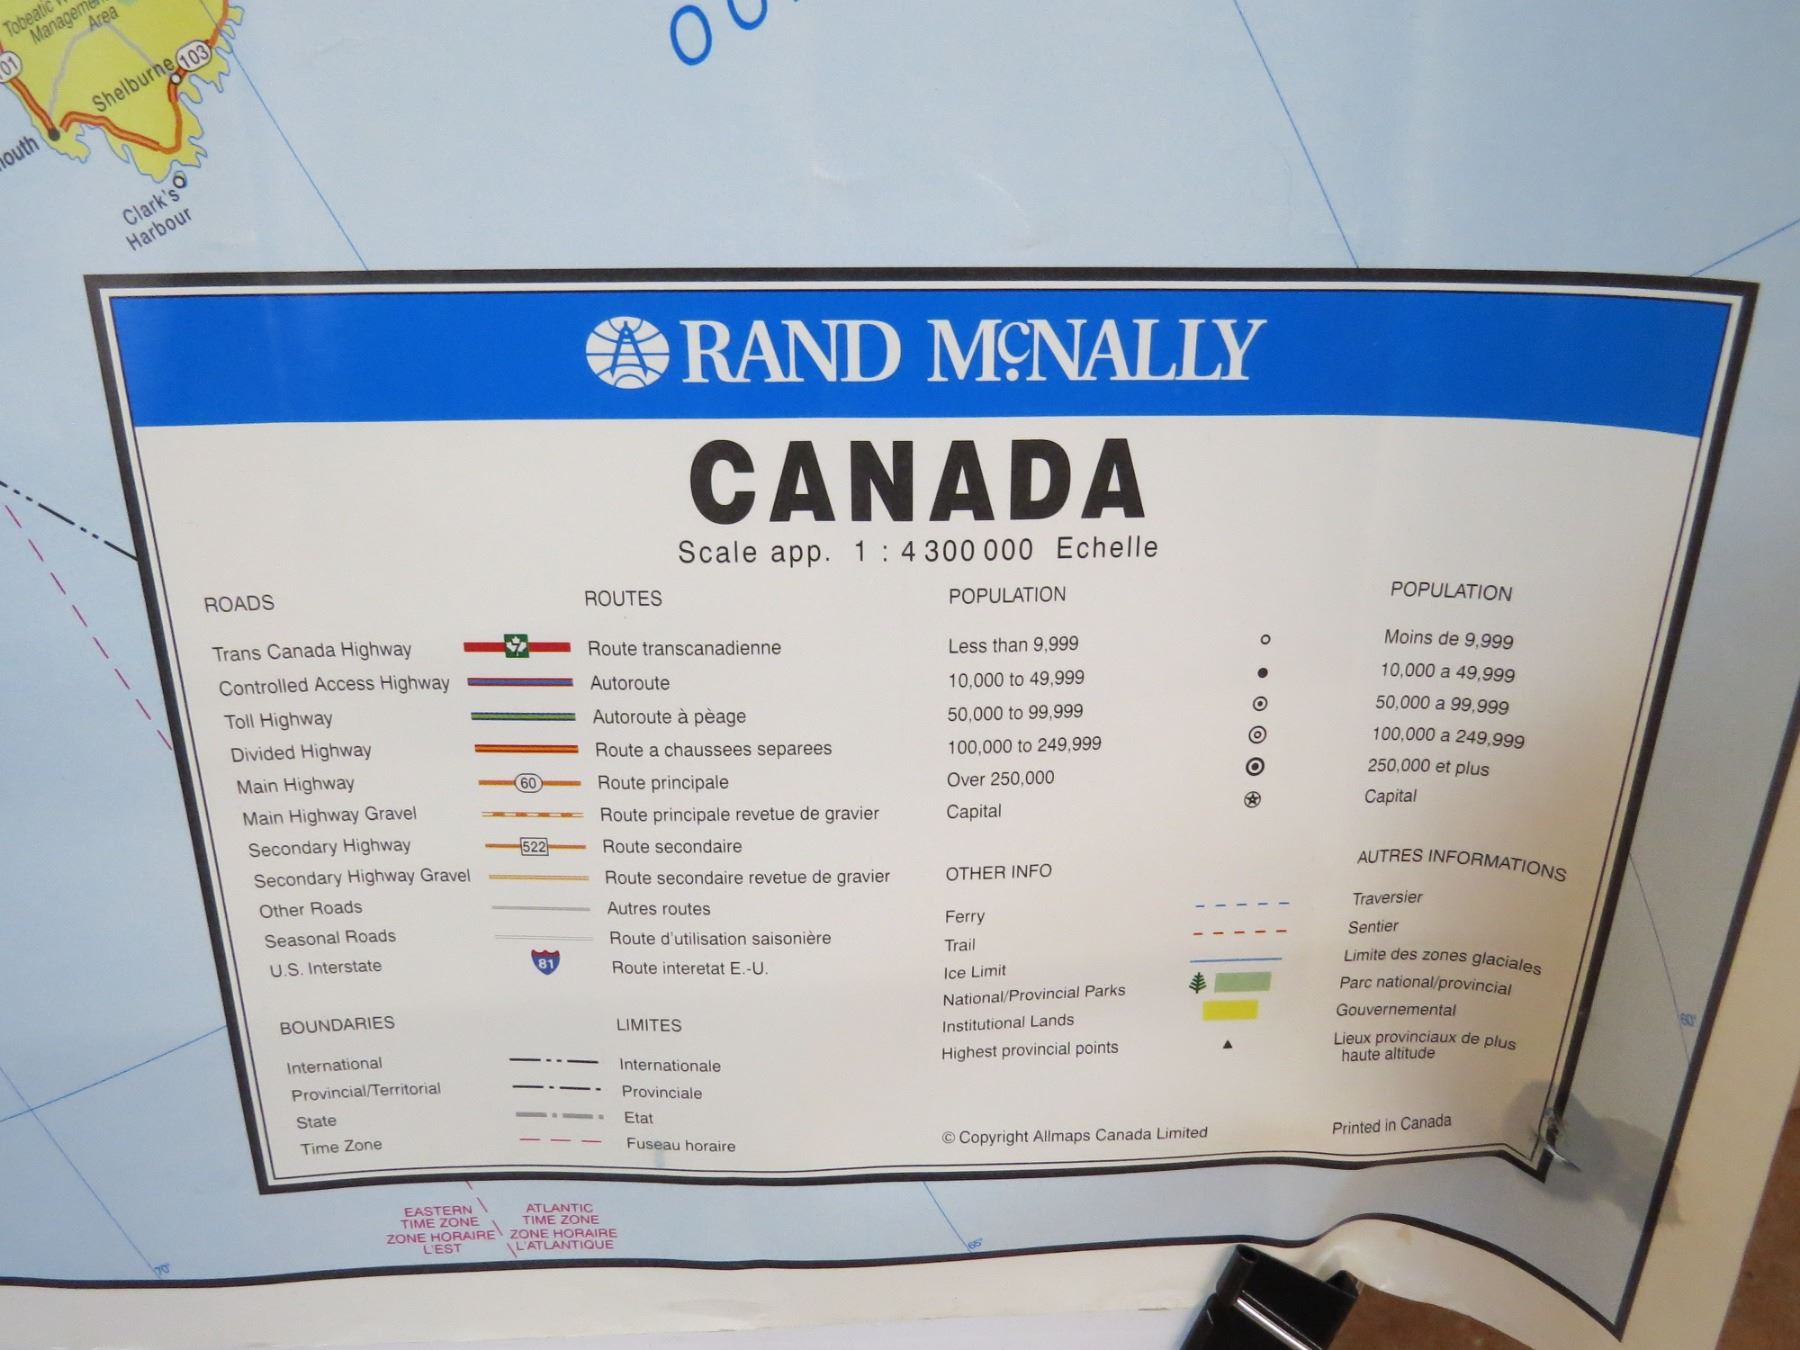 Tobeatic
Management
Area
103
Shelburne
Clark's
Harbour
RAND McNALLY
CANADA
Scale app. 1 : 4 300 000 Echelle
ROADS ROUTES
Trans Canada Highway 7 Route transcanadienne
Controlled Access Highway Autoroute
Toll Highway Autoroute à pèage
Divided Highway Route a chaussees separees
Main Highway 60 Route principale
Main Highway Gravel Route principale revetue de gravier
Secondary Highway 522 Route secondaire
Secondary Highway Gravel Route secondaire revetue de gravier
Other Roads Autres routes
Seasonal Roads Route d'utilisation saisonière
U.S. Interstate 81 Route interetat E.-U.
BOUNDARIES LIMITES
International Internationale
Provincial/Territorial Provinciale
State Etat
Time Zone Fuseau horaire
POPULATION POPULATION
Less than 9,999 Moins de 9,999
10,000 to 49,999 10,000 a 49,999
50,000 to 99,999 50,000 a 99,999
100,000 to 249,999 100,000 a 249,999
Over 250,000 250,000 et plus
Capital Capital
OTHER INFO AUTRES INFORMATIONS
Ferry Traversier
Trail Sentier
Ice Limit Limite des zones glaciales
National/Provincial Parks Parc national/provincial
Institutional Lands Gouvernemental
Highest provincial points Lieux provinciaux de plus
haute altitude
© Copyright Allmaps Canada Limited Printed in Canada
60°
EASTERN
TIME ZONE
ZONE HORAIRE
L'EST
ATLANTIC
TIME ZONE
ZONE HORAIRE
L'ATLANTIQUE
70°
65°